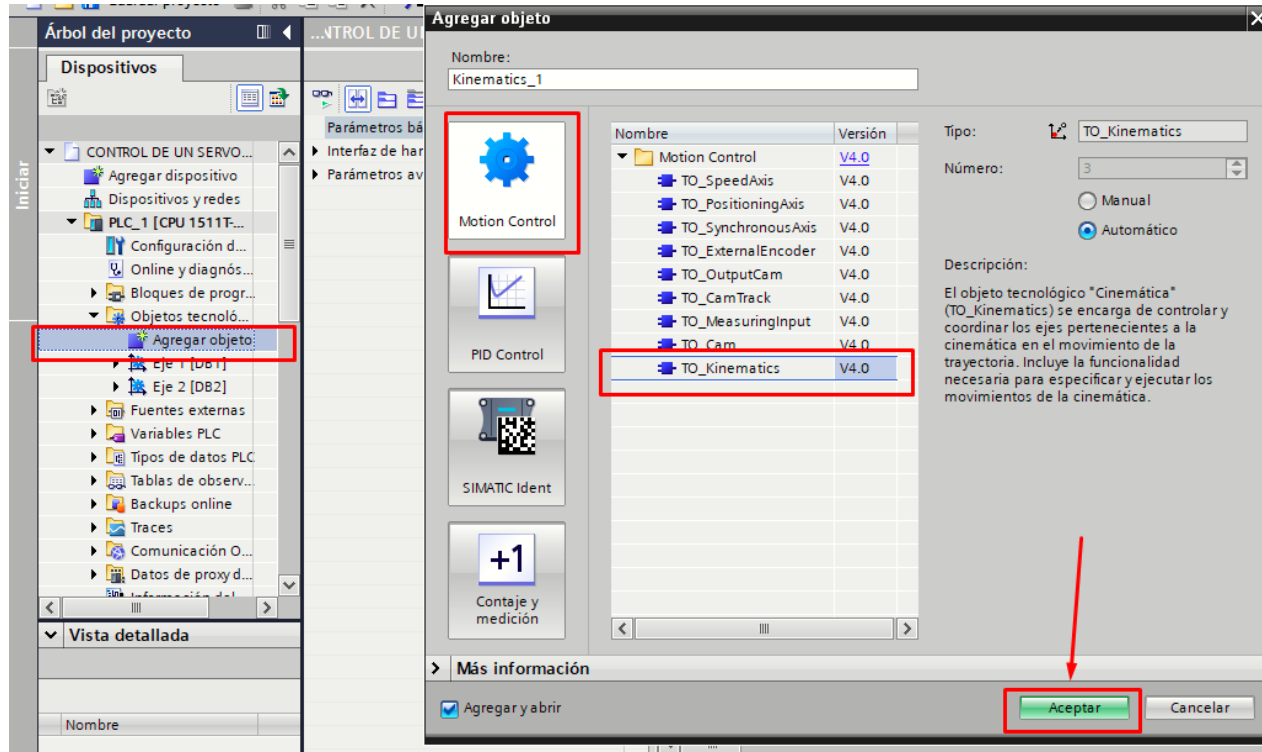 Árbol del proyecto
Dispositivos
Iniciar
CONTROL DE UN SERVO...
Agregar dispositivo
Dispositivos y redes
PLC_1 [CPU 1511T-...
Configuración d...
Online y diagnós...
Bloques de progr...
Objetos tecnoló...
Agregar objeto
Eje 1 [DB1]
Eje 2 [DB2]
Fuentes externas
Variables PLC
Tipos de datos PLC
Tablas de observ...
Backups online
Traces
Comunicación O...
Datos de proxy d...
Vista detallada
Nombre
Parámetros bá
Interfaz de har
Parámetros av
Agregar objeto
Nombre:
Kinematics_1
Motion Control
PID Control
SIMATIC Ident
+1
Contaje y
medición
Nombre Versión
Motion Control V4.0
TO_SpeedAxis V4.0
TO_PositioningAxis V4.0
TO_SynchronousAxis V4.0
TO_ExternalEncoder V4.0
TO_OutputCam V4.0
TO_CamTrack V4.0
TO_MeasuringInput V4.0
TO_Cam V4.0
TO_Kinematics V4.0
Tipo: TO_Kinematics
Número: 3
Manual
Automático
Descripción:
El objeto tecnológico "Cinemática"
(TO_Kinematics) se encarga de controlar y
coordinar los ejes pertenecientes a la
cinemática en el movimiento de la
trayectoria. Incluye la funcionalidad
necesaria para especificar y ejecutar los
movimientos de la cinemática.
Más información
Agregar y abrir
Aceptar
Cancelar